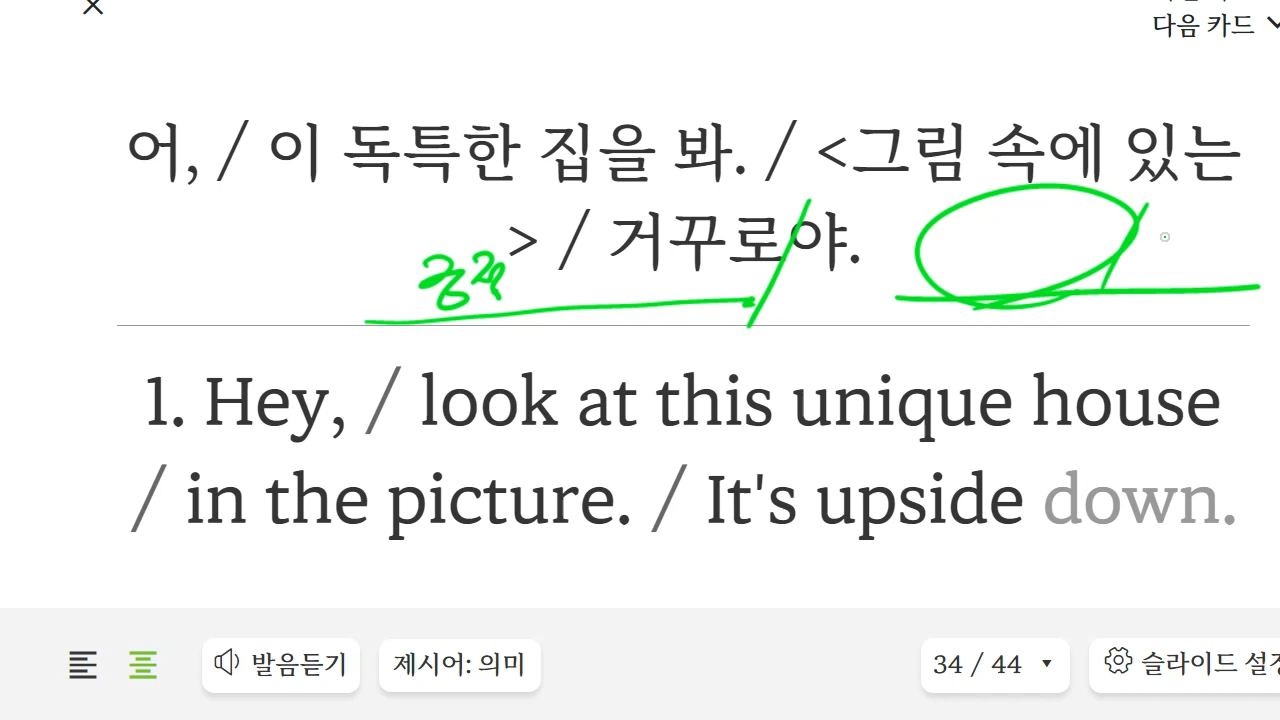 다음 카드
어, / 이 독특한 집을 봐. / <그림 속에 있는
> / 거꾸로야.
1. Hey, / look at this unique house
/ in the picture. / It's upside down.
발음듣기
제시어: 의미
34 / 44
슬라이드 설정